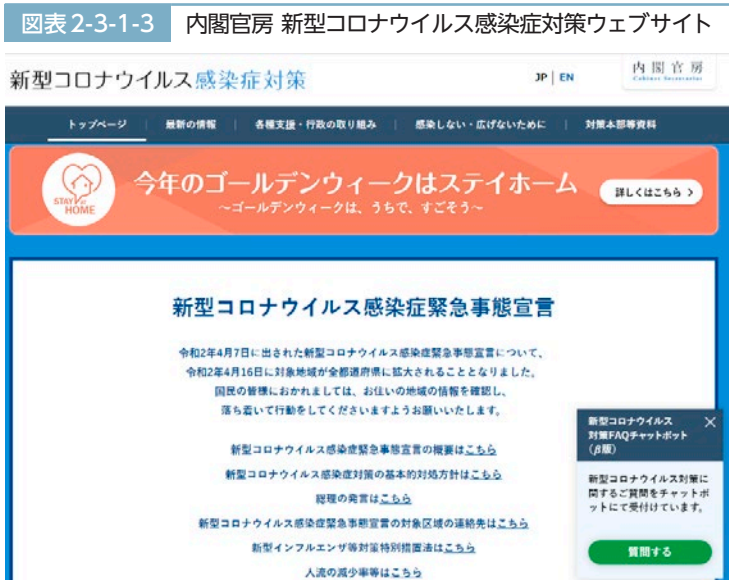 図表2-3-1-3 内閣官房 新型コロナウイルス感染症対策ウェブサイト
新型コロナウイルス感染症対策
JP | EN
内閣官房
Cabinet Secretariat
トップページ | 最新の情報 | 各種支援・行政の取り組み | 感染しない・広げないために | 対策本部等資料
STAY
HOME
今年のゴールデンウィークはステイホーム
～ゴールデンウィークは、うちで、すごそう～
詳しくはこちら >
新型コロナウイルス感染症緊急事態宣言
令和2年4月7日に出された新型コロナウイルス感染症緊急事態宣言について、
令和2年4月16日に対象地域が全都道府県に拡大されることとなりました。
国民の皆様におかれましては、お住いの地域の情報を確認し、
落ち着いて行動をしてくださいますようお願いいたします。
新型コロナウイルス感染症緊急事態宣言の概要はこちら
新型コロナウイルス感染症対策の基本的対処方針はこちら
総理の発言はこちら
新型コロナウイルス感染症緊急事態宣言の対象区域の連絡先はこちら
新型インフルエンザ等対策特別措置法はこちら
人流の減少率等はこちら
新型コロナウイルス
対策FAQチャットボット
(β版)
新型コロナウイルス対策に
関するご質問をチャットボ
ットにて受付けています。
質問する